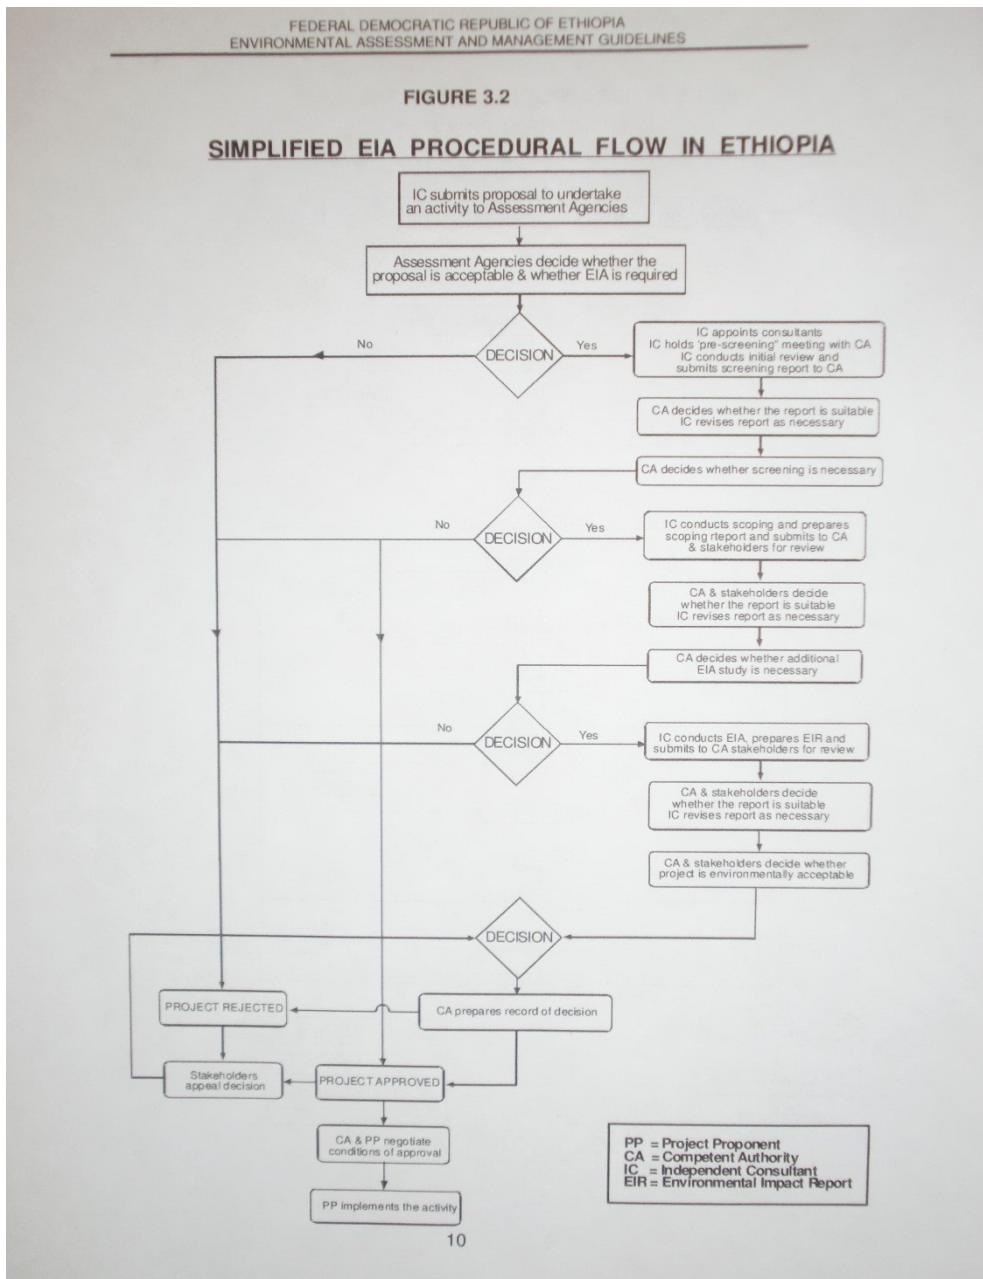 FEDERAL DEMOCRATIC REPUBLIC OF ETHIOPIA
ENVIRONMENTAL ASSESSMENT AND MANAGEMENT GUIDELINES
FIGURE 3.2
SIMPLIFIED EIA PROCEDURAL FLOW IN ETHIOPIA
IC submits proposal to undertake
an activity to Assessment Agencies
Assessment Agencies decide whether the
proposal is acceptable & whether EIA is required
DECISION
No
Yes
IC appoints consultants
IC holds 'pre-screening" meeting with CA
IC conducts initial review and
submits screening report to CA
CA decides whether the report is suitable
IC revises report as necessary
CA decides whether screening is necessary
DECISION
No
Yes
IC conducts scoping and prepares
scoping rteport and submits to CA
& stakeholders for review
CA & stakeholders decide
whether the report is suitable
IC revises report as necessary
CA decides whether additional
EIA study is necessary
DECISION
No
Yes
IC conducts EIA, prepares EIR and
submits to CA stakeholders for review
CA & stakeholders decide
whether the report is suitable
IC revises report as necessary
CA & stakeholders decide whether
project is environmentally acceptable
DECISION
PROJECT REJECTED
CA prepares record of decision
Stakeholders
appeal decision
PROJECT APPROVED
CA & PP negotiate
conditions of approval
PP implements the activity
PP = Project Proponent
CA = Competent Authority
IC = Independent Consultant
EIR = Environmental Impact Report
10